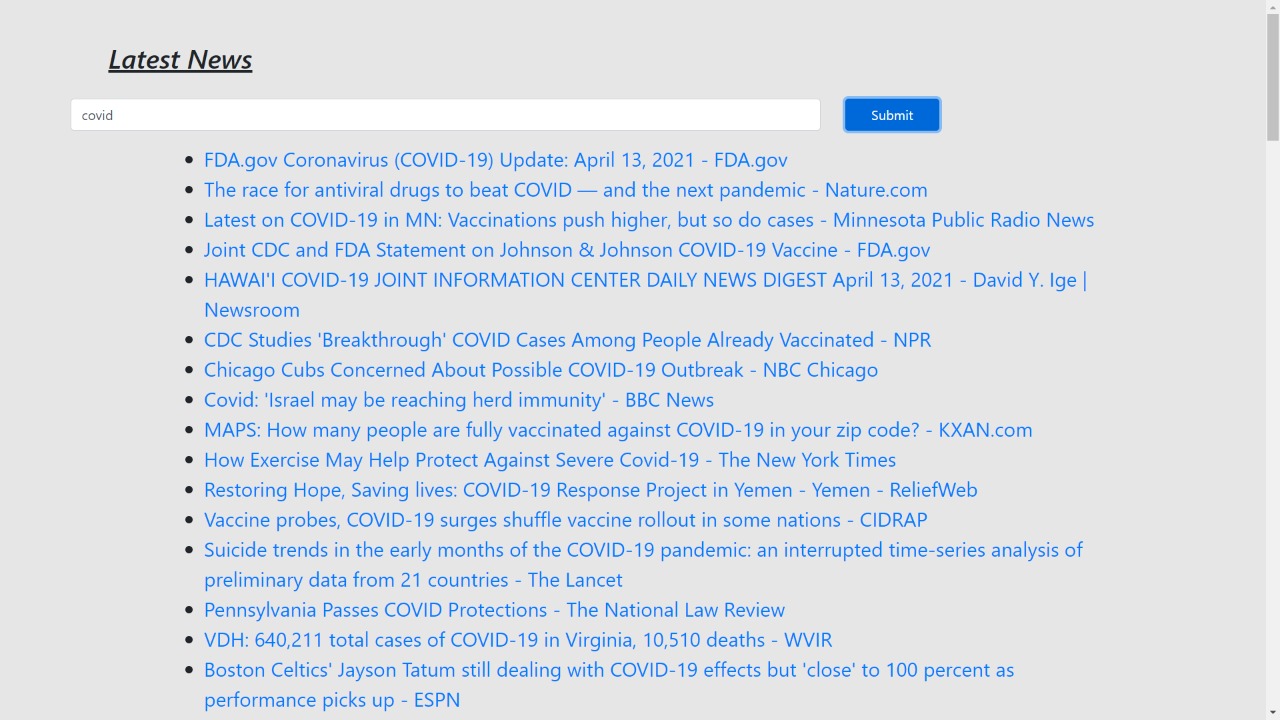 Latest News
covid
Submit
FDA.gov Coronavirus (COVID-19) Update: April 13, 2021 - FDA.gov
The race for antiviral drugs to beat COVID — and the next pandemic - Nature.com
Latest on COVID-19 in MN: Vaccinations push higher, but so do cases - Minnesota Public Radio News
Joint CDC and FDA Statement on Johnson & Johnson COVID-19 Vaccine - FDA.gov
HAWAI'I COVID-19 JOINT INFORMATION CENTER DAILY NEWS DIGEST April 13, 2021 - David Y. Ige |
Newsroom
CDC Studies 'Breakthrough' COVID Cases Among People Already Vaccinated - NPR
Chicago Cubs Concerned About Possible COVID-19 Outbreak - NBC Chicago
Covid: 'Israel may be reaching herd immunity' - BBC News
MAPS: How many people are fully vaccinated against COVID-19 in your zip code? - KXAN.com
How Exercise May Help Protect Against Severe Covid-19 - The New York Times
Restoring Hope, Saving lives: COVID-19 Response Project in Yemen - Yemen - ReliefWeb
Vaccine probes, COVID-19 surges shuffle vaccine rollout in some nations - CIDRAP
Suicide trends in the early months of the COVID-19 pandemic: an interrupted time-series analysis of
preliminary data from 21 countries - The Lancet
Pennsylvania Passes COVID Protections - The National Law Review
VDH: 640,211 total cases of COVID-19 in Virginia, 10,510 deaths - WVIR
Boston Celtics' Jayson Tatum still dealing with COVID-19 effects but 'close' to 100 percent as
performance picks up - ESPN